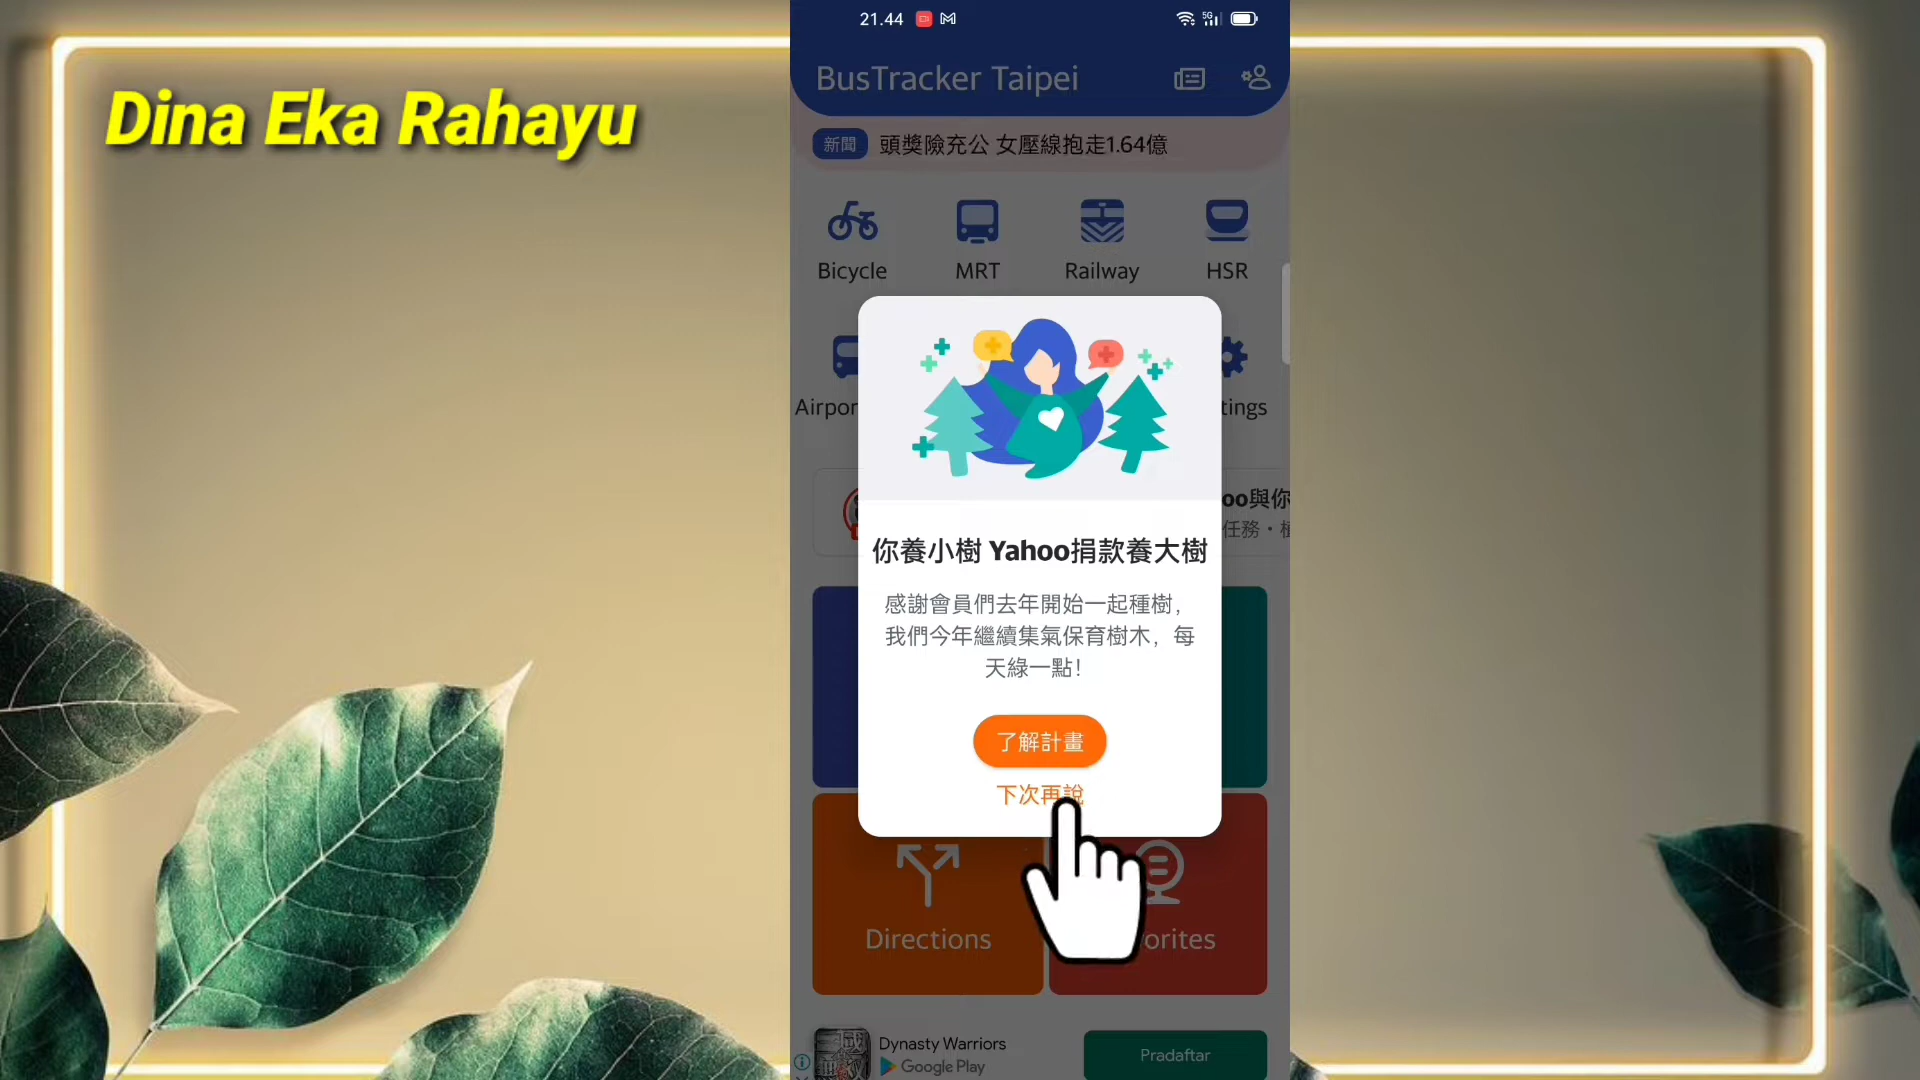 Dina Eka Rahayu
21.44
5G
BusTracker Taipei
新聞 頭獎險充公 女壓線抱走1.64億
Bicycle MRT Railway HSR
Airpor tings
oo與你
任務・植
你養小樹 Yahoo捐款養大樹
感謝會員們去年開始一起種樹，
我們今年繼續集氣保育樹木，每
天綠一點！
了解計畫
下次再說
Directions orites
Dynasty Warriors
Google Play
Pradaftar